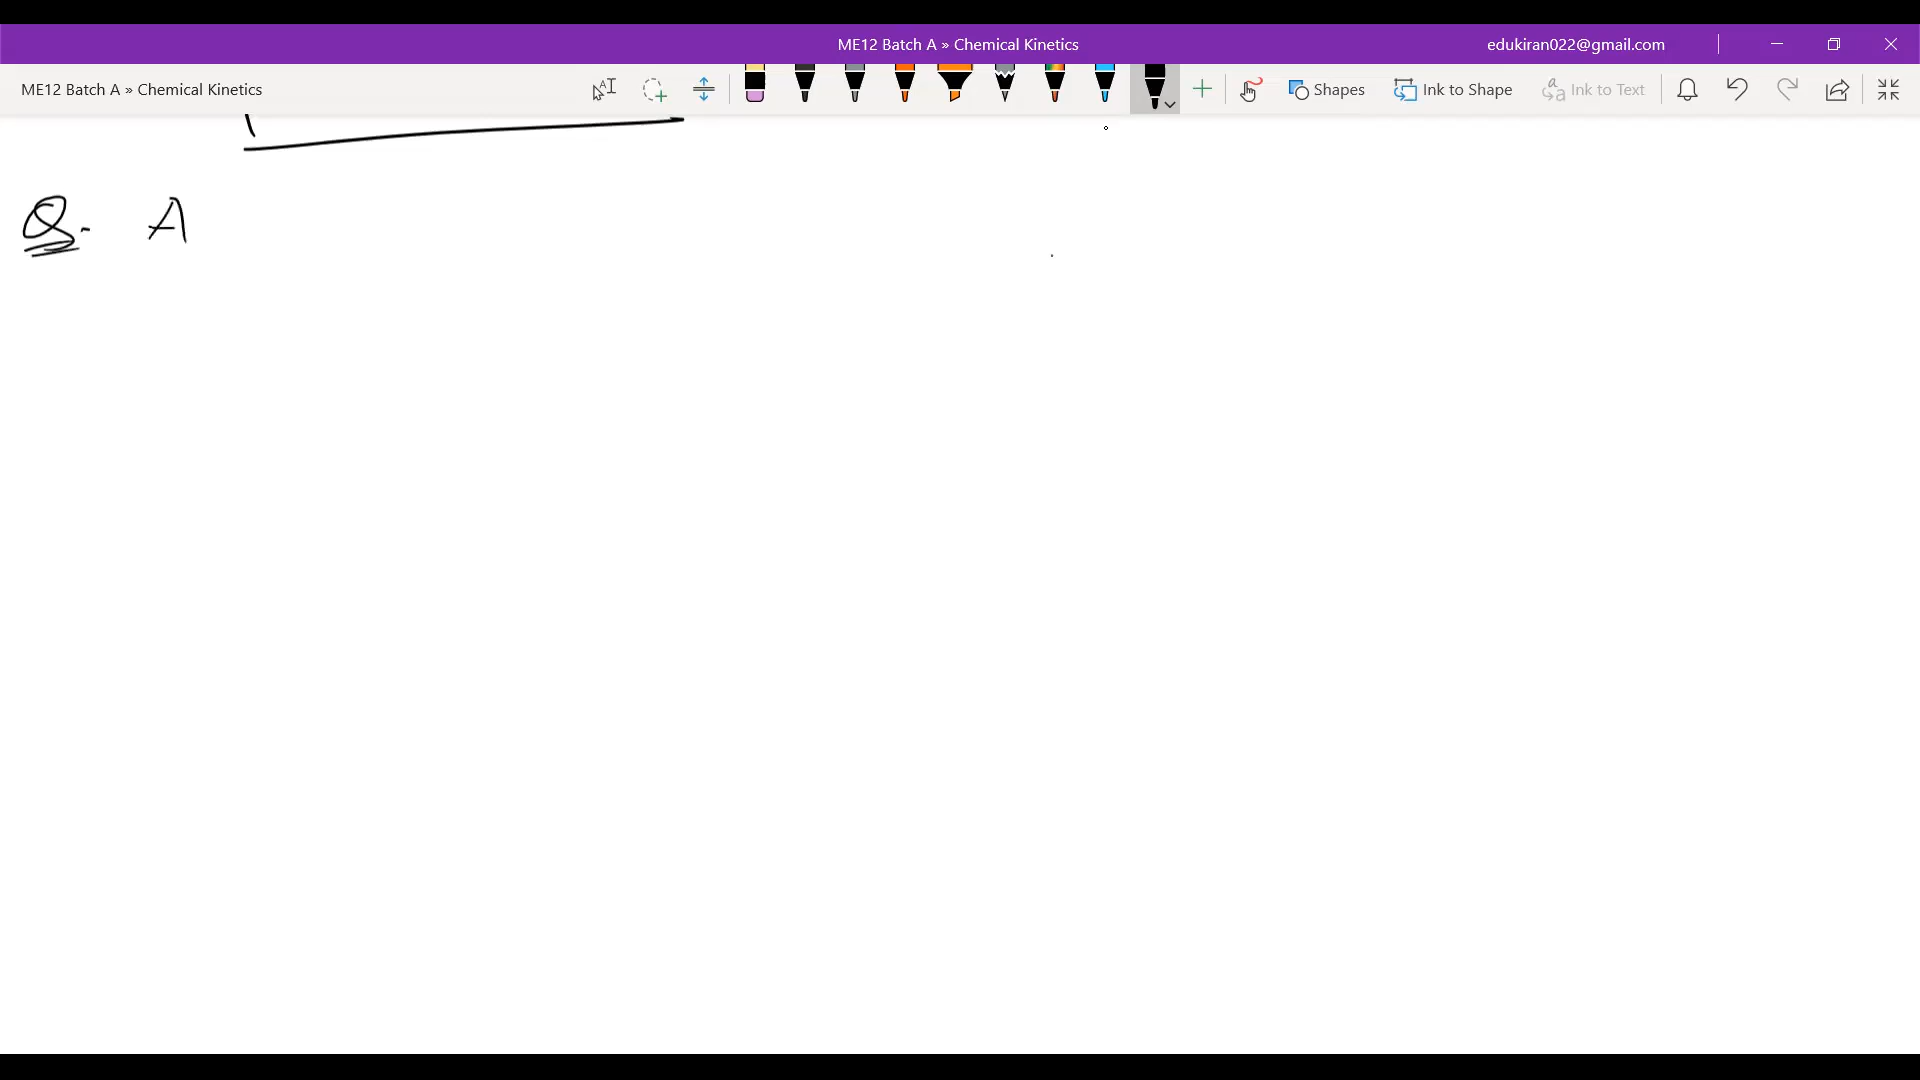 ME12 Batch A » Chemical Kinetics
edukiran022@gmail.com
ME12 Batch A » Chemical Kinetics
Shapes
Ink to Shape
Ink to Text
Q. A